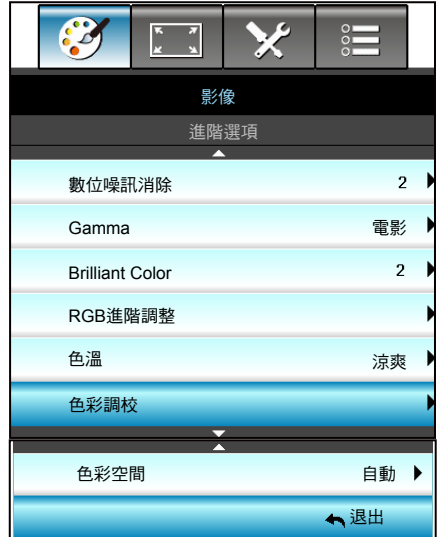 影像
進階選項
數位噪訊消除 2
Gamma 電影
Brilliant Color 2
RGB進階調整
色溫 涼爽
色彩調校
色彩空間 自動
退出